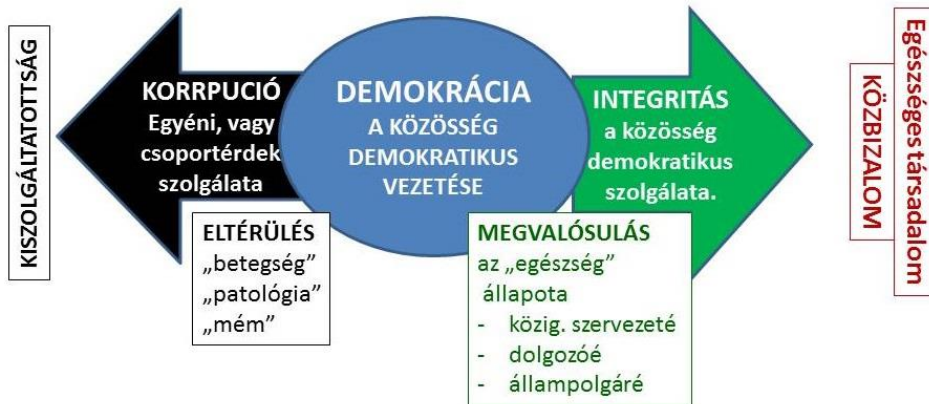 KISZOLGÁLTATOTTSÁG
KORRPUCIÓ
Egyéni, vagy
csoportérdek
szolgálata
ELTÉRÜLÉS
„betegség”
„patológia”
„mém”
DEMOKRÁCIA
A KÖZÖSSÉG
DEMOKRATIKUS
VEZETÉSE
INTEGRITÁS
a közösség
demokratikus
szolgálata.
MEGVALÓSULÁS
az „egészség”
állapota
- közig. szervezeté
- dolgozóé
- állampolgáré
KÖZBIZALOM
Egészséges társadalom